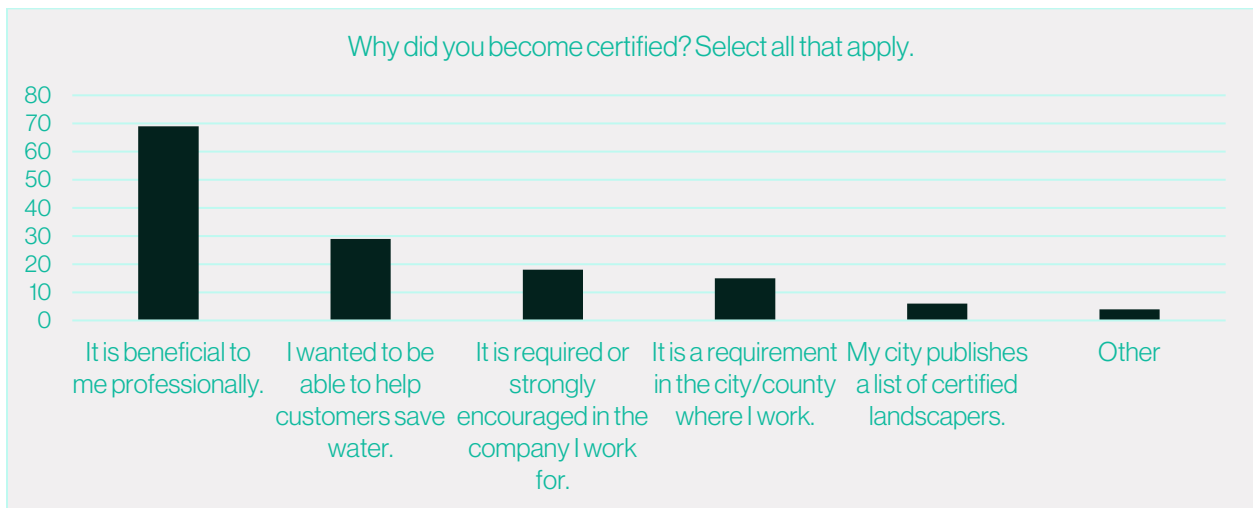 Why did you become certified? Select all that apply.
80
70
60
50
40
30
20
10
0
It is beneficial to
me professionally.
I wanted to be
able to help
customers save
water.
It is required or
strongly
encouraged in the
company I work
for.
It is a requirement
in the city/county
where I work.
My city publishes
a list of certified
landscapers.
Other